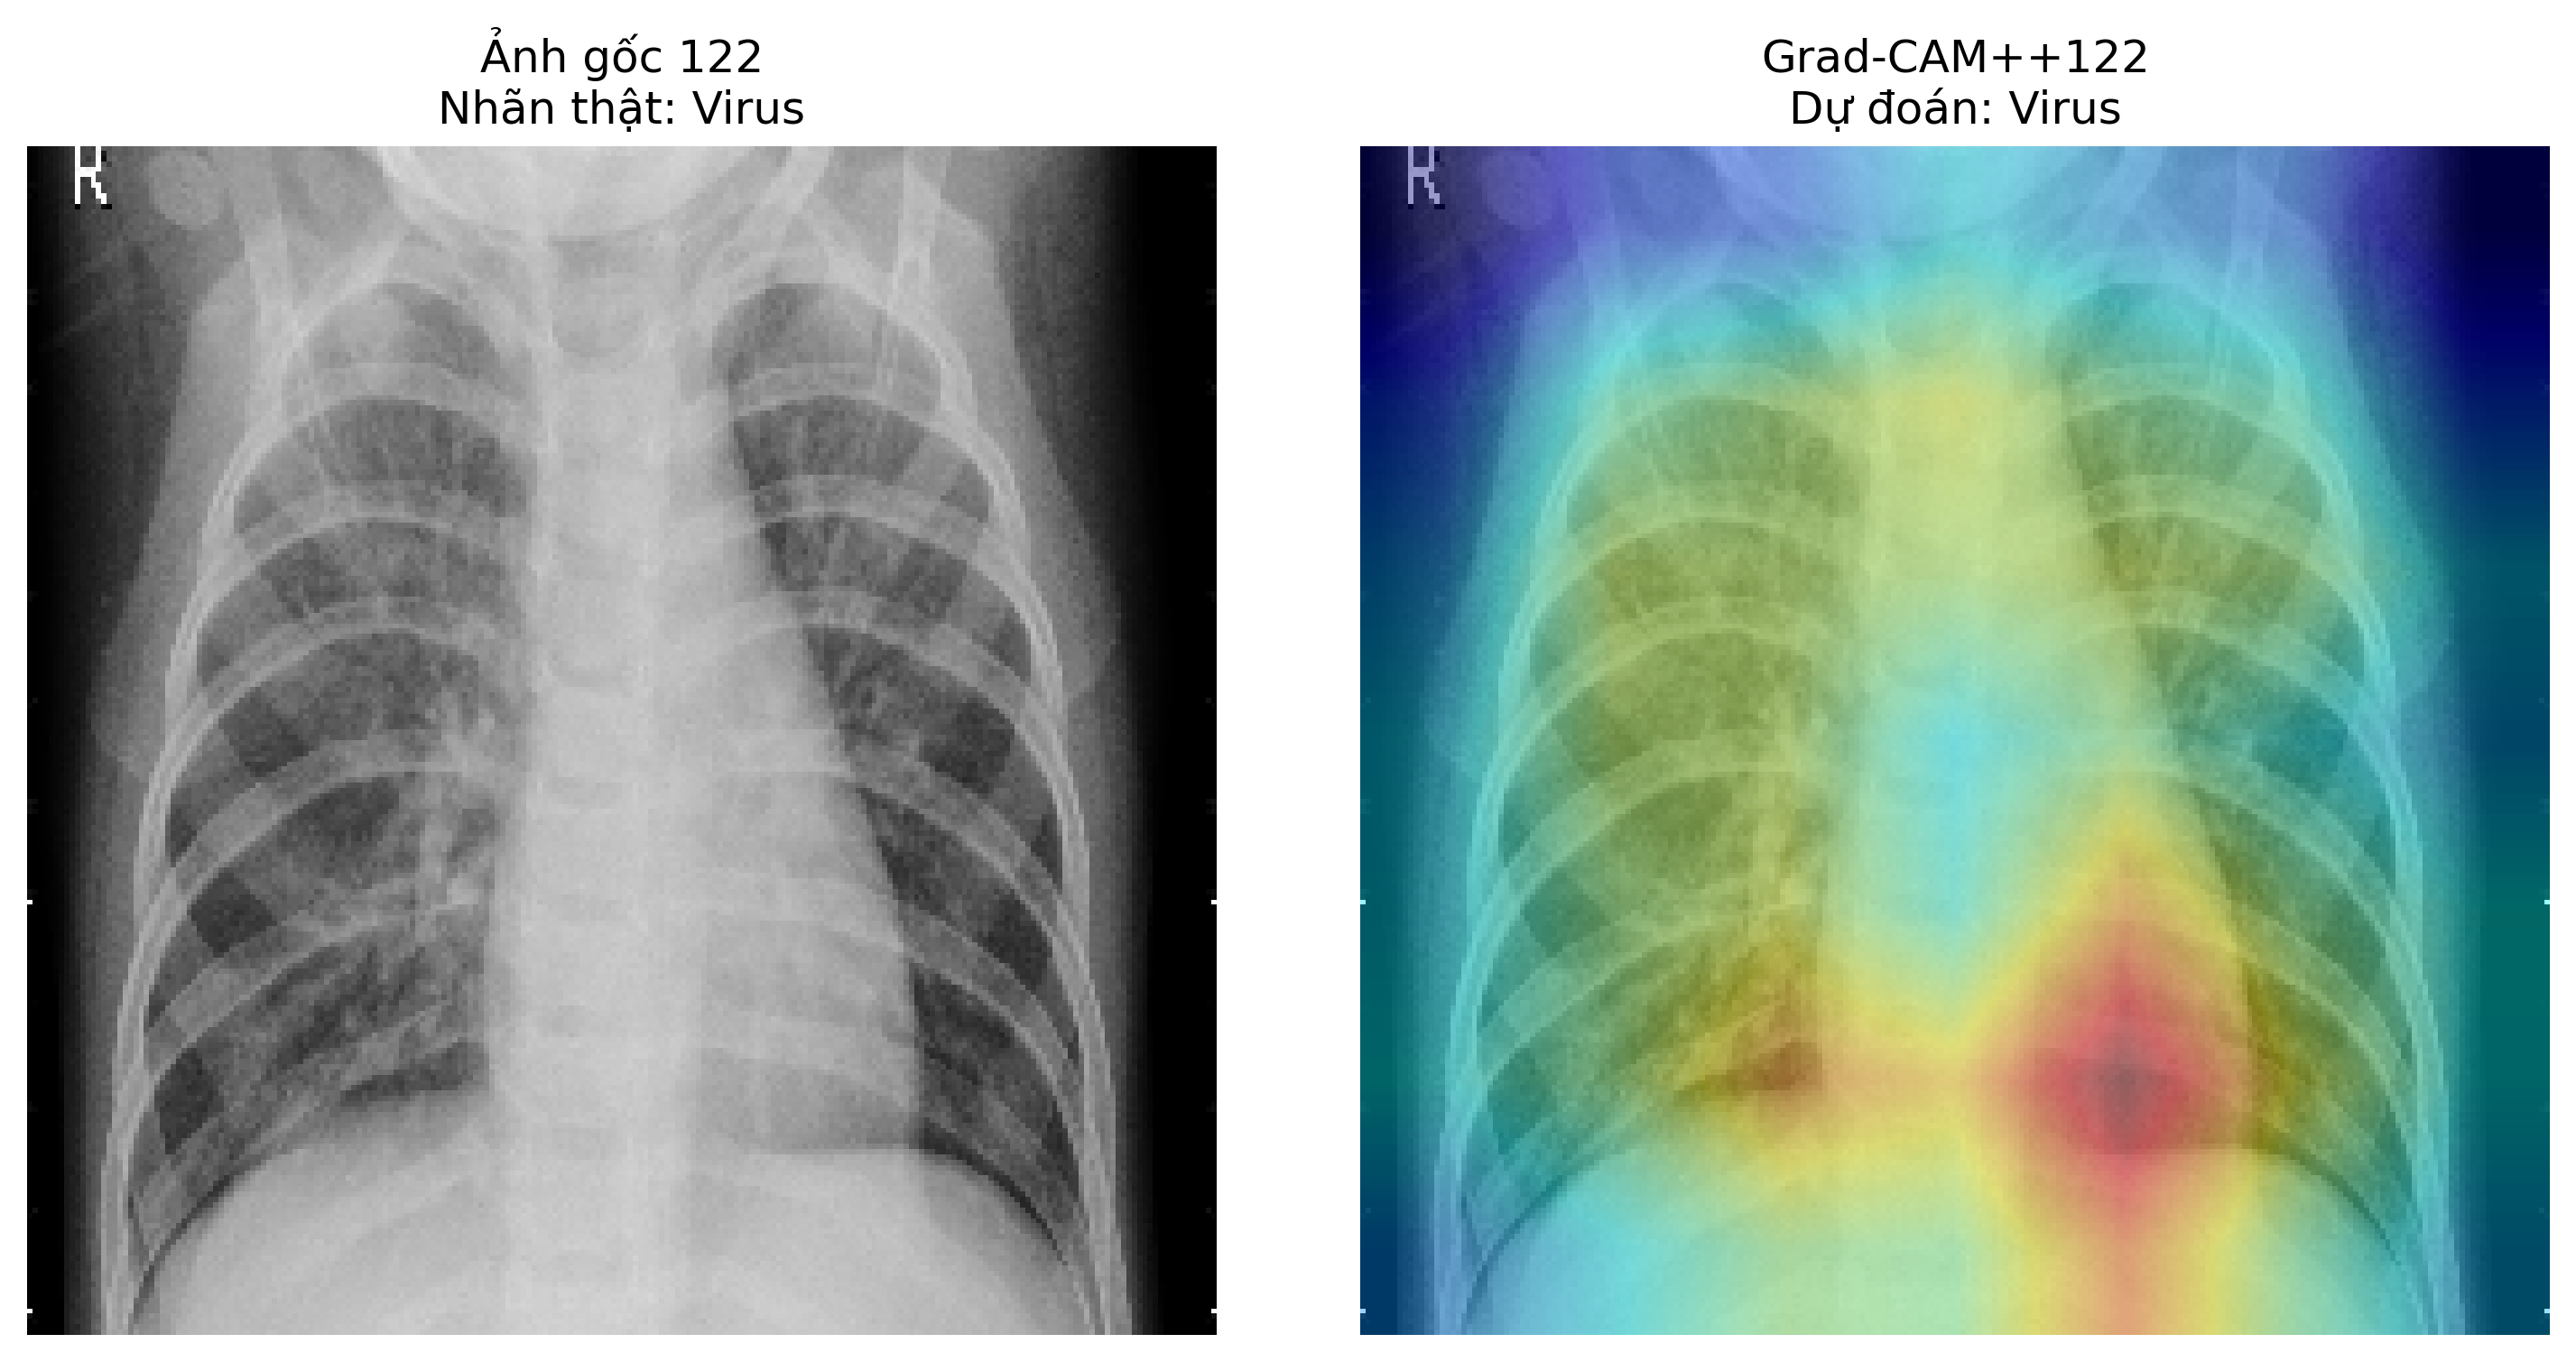 Ảnh gốc 122
Nhãn thật: Virus
R
Grad-CAM++122
Dự đoán: Virus
R